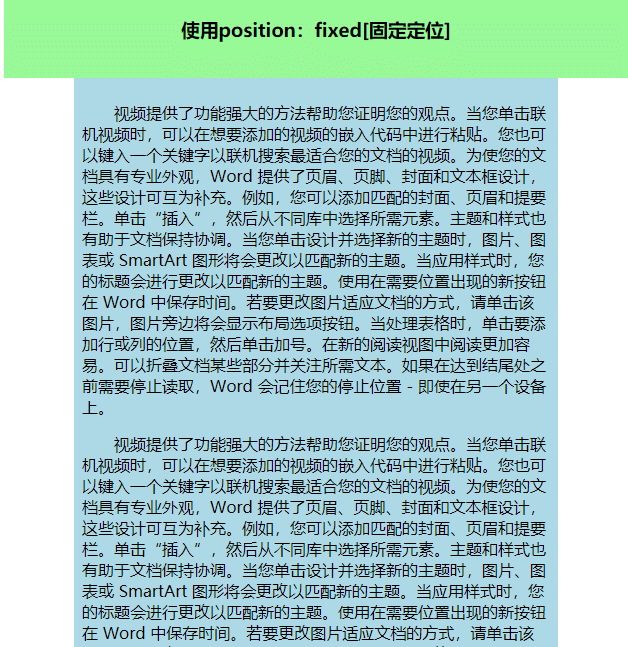 使用position：fixed[固定定位]
视频提供了功能强大的方法帮助您证明您的观点。当您单击联
机视频时，可以在想要添加的视频的嵌入代码中进行粘贴。您也可
以键入一个关键字以联机搜索最适合您的文档的视频。为使您的文
档具有专业外观，Word 提供了页眉、页脚、封面和文本框设计，
这些设计可互为补充。例如，您可以添加匹配的封面、页眉和提要
栏。单击“插入”，然后从不同库中选择所需元素。主题和样式也
有助于文档保持协调。当您单击设计并选择新的主题时，图片、图
表或 SmartArt 图形将会更改以匹配新的主题。当应用样式时，您
的标题会进行更改以匹配新的主题。使用在需要位置出现的新按钮
在 Word 中保存时间。若要更改图片适应文档的方式，请单击该
图片，图片旁边将会显示布局选项按钮。当处理表格时，单击要添
加行或列的位置，然后单击加号。在新的阅读视图中阅读更加容
易。可以折叠文档某些部分并关注所需文本。如果在达到结尾处之
前需要停止读取，Word 会记住您的停止位置 - 即使在另一个设备
上。
视频提供了功能强大的方法帮助您证明您的观点。当您单击联
机视频时，可以在想要添加的视频的嵌入代码中进行粘贴。您也可
以键入一个关键字以联机搜索最适合您的文档的视频。为使您的文
档具有专业外观，Word 提供了页眉、页脚、封面和文本框设计，
这些设计可互为补充。例如，您可以添加匹配的封面、页眉和提要
栏。单击“插入”，然后从不同库中选择所需元素。主题和样式也
有助于文档保持协调。当您单击设计并选择新的主题时，图片、图
表或 SmartArt 图形将会更改以匹配新的主题。当应用样式时，您
的标题会进行更改以匹配新的主题。使用在需要位置出现的新按钮
在 Word 中保存时间。若要更改图片适应文档的方式，请单击该